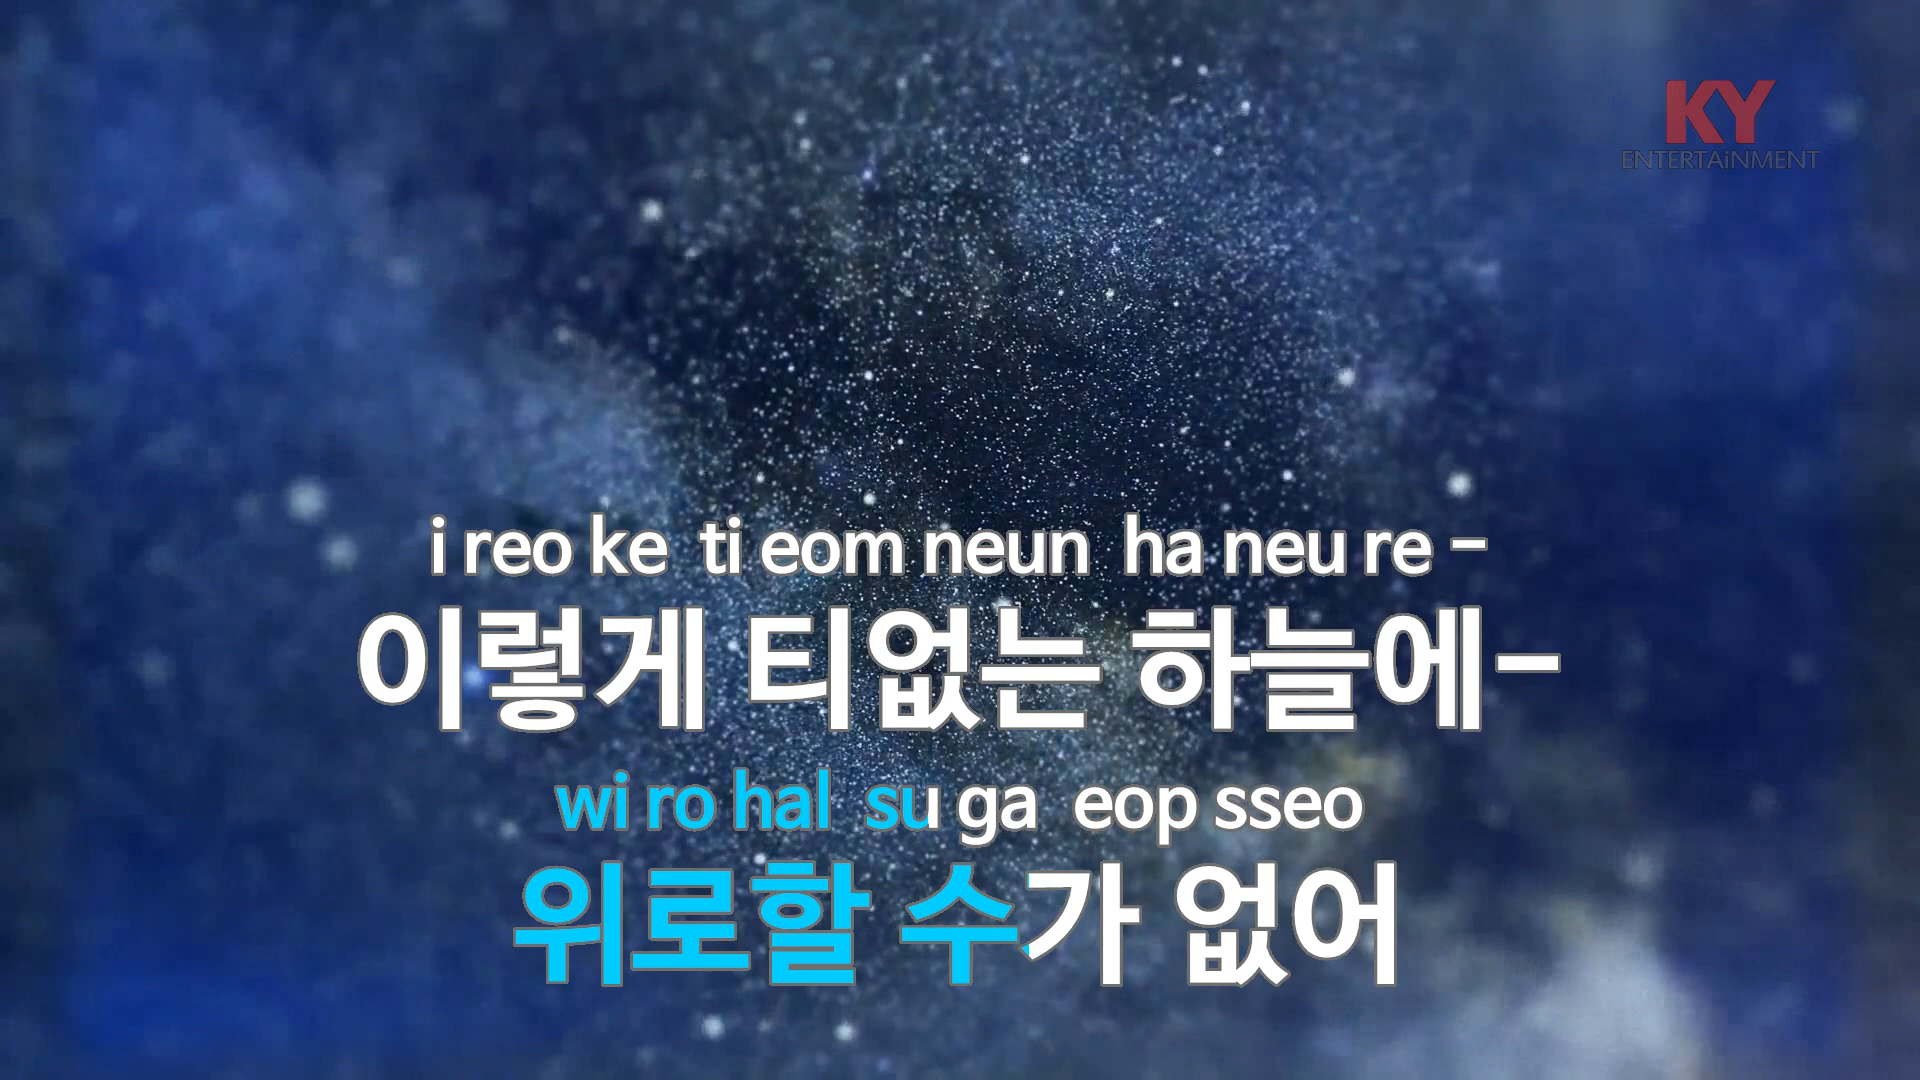 KY
ENTERTAiNMENT
i reo ke ti eom neun ha neu re -
이렇게 티없는 하늘에-
wi ro hal su ga eop sseo
위로할 수가 없어